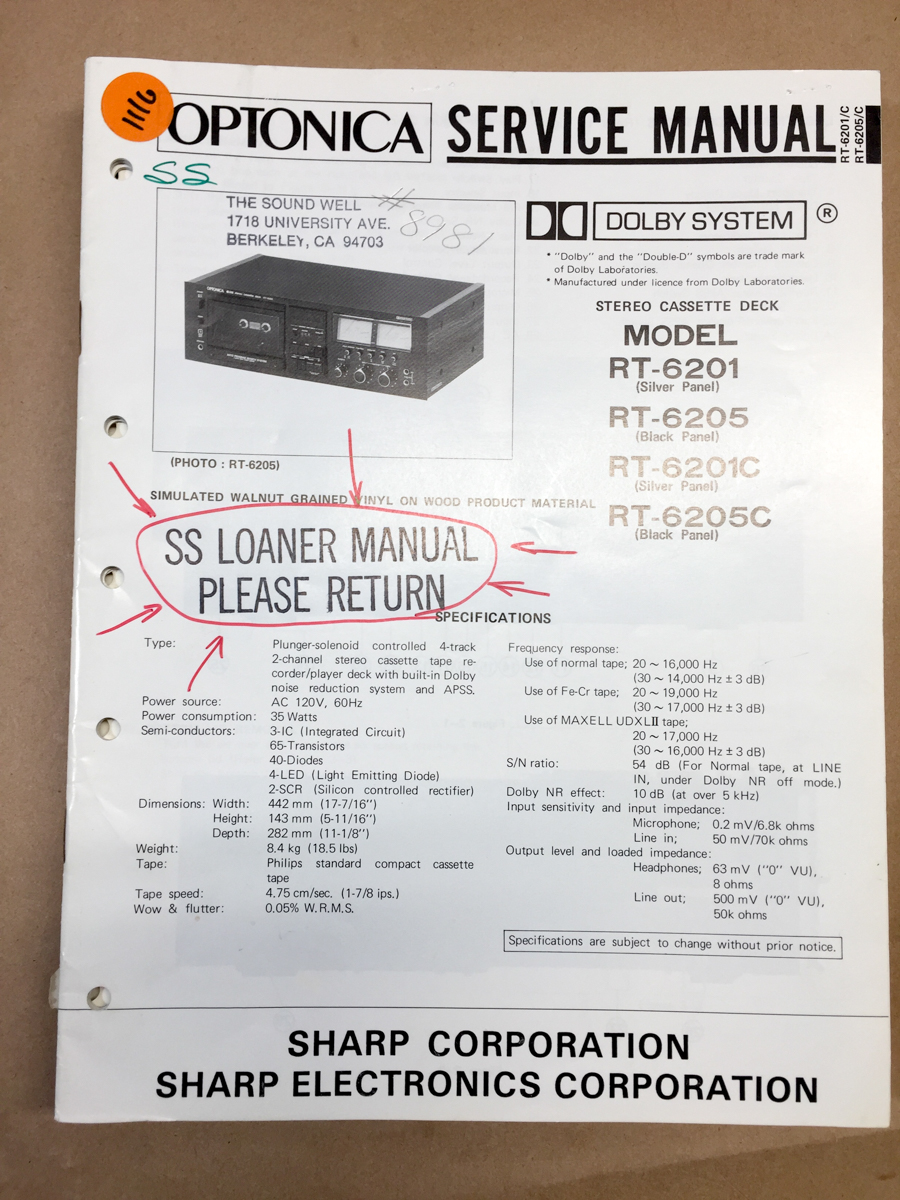 1116
OPTONICA
SERVICE MANUAL
RT-6201/C
RT-6205/C
SS
THE SOUND WELL
1718 UNIVERSITY AVE.
BERKELEY, CA 94703
# 8981
DOLBY SYSTEM ®
* "Dolby" and the "Double-D" symbols are trade mark
of Dolby Laboratories.
* Manufactured under licence from Dolby Laboratories.
STEREO CASSETTE DECK
MODEL
RT-6201
(Silver Panel)
RT-6205
(Black Panel)
RT-6201C
(Silver Panel)
RT-6205C
(Black Panel)
OPTONICA
(PHOTO : RT-6205)
SIMULATED WALNUT GRAINED VINYL ON WOOD PRODUCT MATERIAL
SS LOANER MANUAL
PLEASE RETURN
SPECIFICATIONS
Type: Plunger-solenoid controlled 4-track
2-channel stereo cassette tape re-
corder/player deck with built-in Dolby
noise reduction system and APSS.
Power source: AC 120V, 60Hz
Power consumption: 35 Watts
Semi-conductors: 3-IC (Integrated Circuit)
65-Transistors
40-Diodes
4-LED (Light Emitting Diode)
2-SCR (Silicon controlled rectifier)
Dimensions: Width: 442 mm (17-7/16")
Height: 143 mm (5-11/16")
Depth: 282 mm (11-1/8")
Weight: 8.4 kg (18.5 lbs)
Tape: Philips standard compact cassette
tape
Tape speed: 4.75 cm/sec. (1-7/8 ips.)
Wow & flutter: 0.05% W.R.M.S.
Frequency response:
Use of normal tape; 20 ~ 16,000 Hz
(30 ~ 14,000 Hz ± 3 dB)
Use of Fe-Cr tape; 20 ~ 19,000 Hz
(30 ~ 17,000 Hz ± 3 dB)
Use of MAXELL UDXLII tape;
20 ~ 17,000 Hz
(30 ~ 16,000 Hz ± 3 dB)
S/N ratio: 54 dB (For Normal tape, at LINE
IN, under Dolby NR off mode.)
Dolby NR effect: 10 dB (at over 5 kHz)
Input sensitivity and input impedance:
Microphone; 0.2 mV/6.8k ohms
Line in; 50 mV/70k ohms
Output level and loaded impedance:
Headphones; 63 mV ("0" VU),
8 ohms
Line out; 500 mV ("0" VU),
50k ohms
Specifications are subject to change without prior notice.
SHARP CORPORATION
SHARP ELECTRONICS CORPORATION